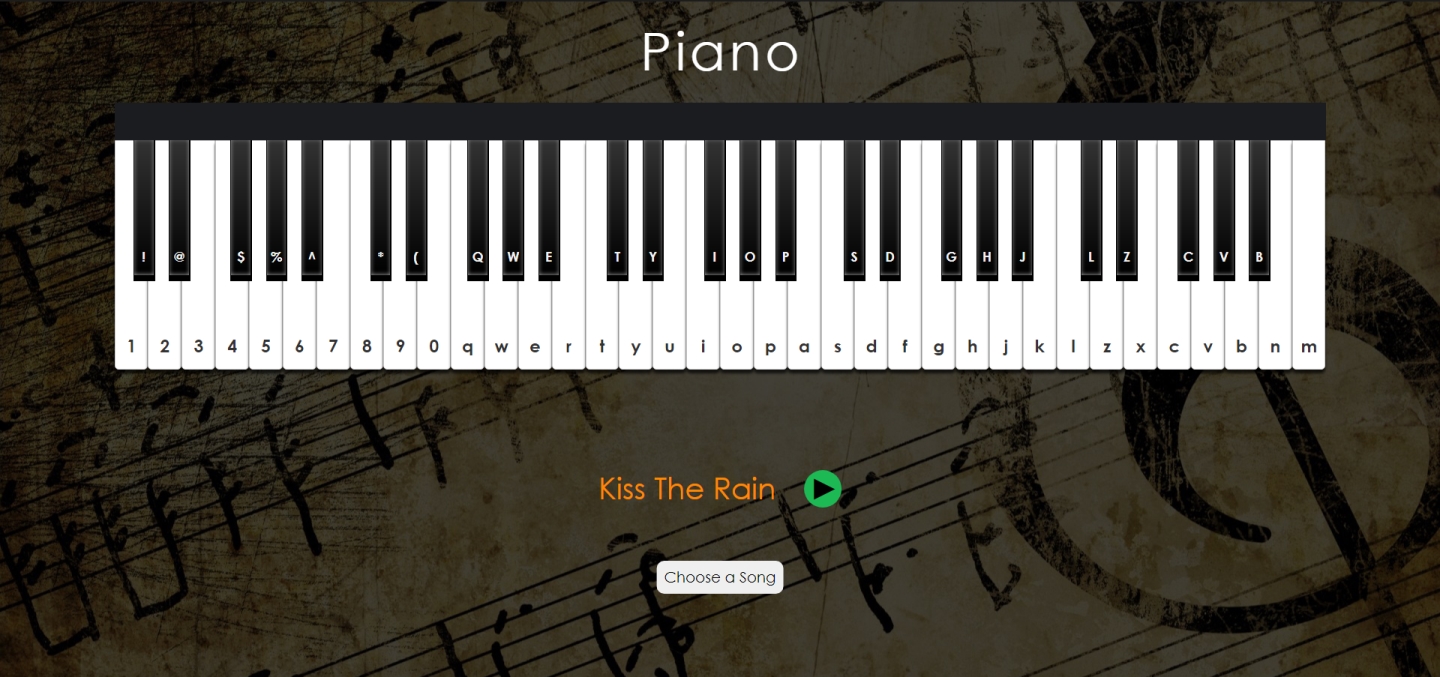 Piano
! @ $ % ^ * ( Q W E T Y I O P S D G H J L Z C V B
1 2 3 4 5 6 7 8 9 0 q w e r t y u i o p a s d f g h j k l z x c v b n m
Kiss The Rain
Choose a Song